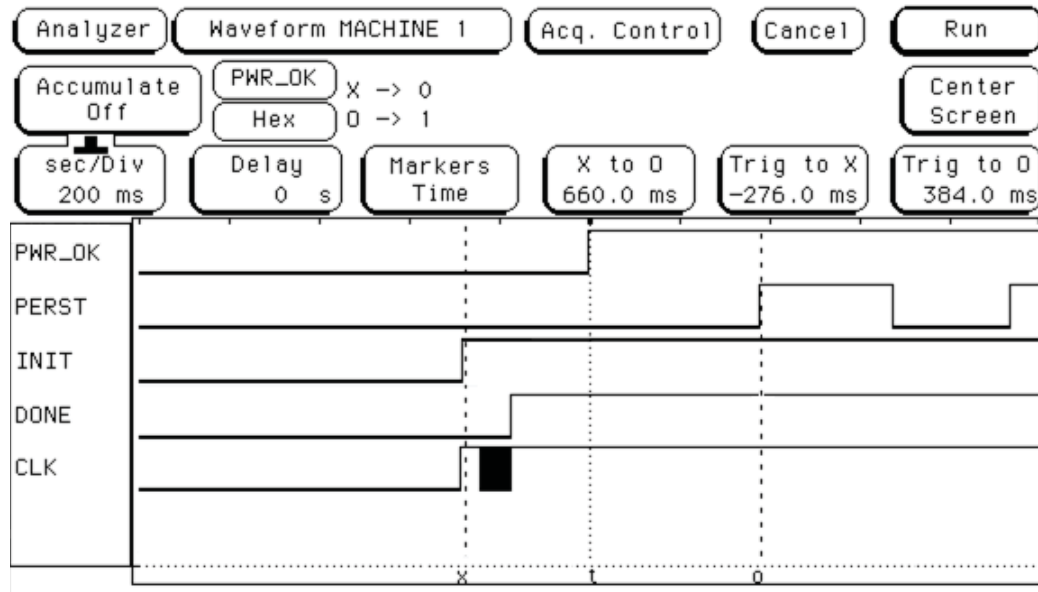 Analyzer Waveform MACHINE 1 Acq. Control Cancel Run
Accumulate Off
PWR_OK X -> 0
Hex O -> 1
Center Screen
sec/Div 200 ms
Delay 0 s
Markers Time
X to O 660.0 ms
Trig to X -276.0 ms
Trig to O 384.0 ms
PWR_OK
PERST
INIT
DONE
CLK
X t O